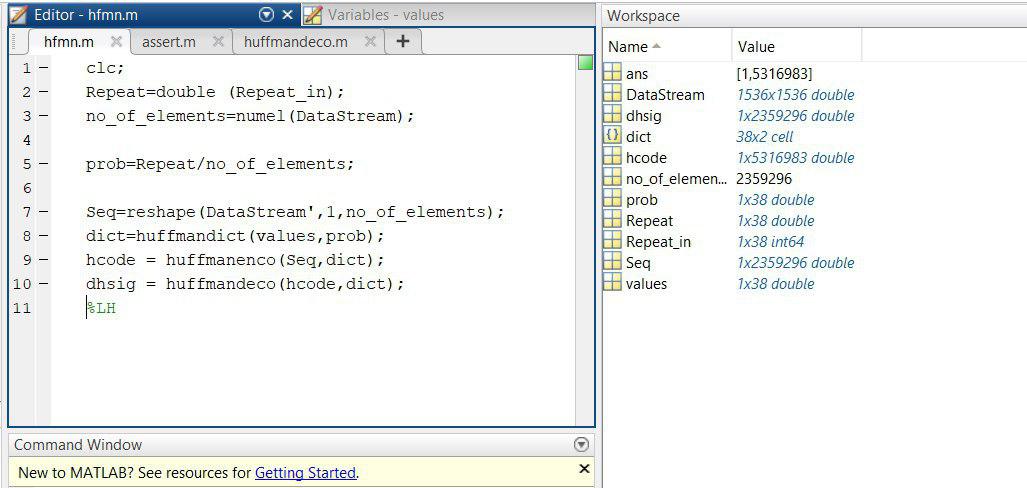 Editor - hfmn.m
Variables - values
hfmn.m
assert.m
huffmandeco.m
1 – clc;
2 – Repeat=double (Repeat_in);
3 – no_of_elements=numel(DataStream);
4
5 – prob=Repeat/no_of_elements;
6
7 – Seq=reshape(DataStream',1,no_of_elements);
8 – dict=huffmandict(values,prob);
9 – hcode = huffmanenco(Seq,dict);
10 – dhsig = huffmandeco(hcode,dict);
11 %LH
Command Window
New to MATLAB? See resources for Getting Started.
Workspace
Name Value
ans [1,5316983]
DataStream 1536x1536 double
dhsig 1x2359296 double
dict 38x2 cell
hcode 1x5316983 double
no_of_elemen... 2359296
prob 1x38 double
Repeat 1x38 double
Repeat_in 1x38 int64
Seq 1x2359296 double
values 1x38 double